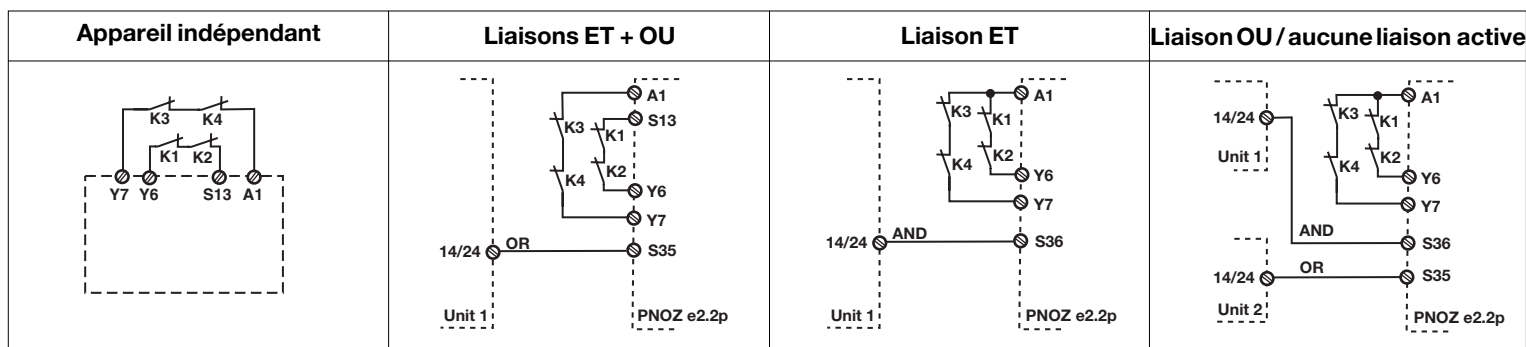 Appareil indépendant
Liaisons ET + OU
Liaison ET
Liaison OU / aucune liaison active
K3 K4
K1 K2
Y7 Y6 S13 A1
A1
S13
K3
K1
K4
K2
Y6
Y7
14/24 OR S35
Unit 1 PNOZ e2.2p
A1
K3
K1
K4
K2
Y6
Y7
14/24 AND S36
Unit 1 PNOZ e2.2p
A1
K3
14/24
K1
Unit 1
K4
K2
Y6
Y7
AND
S36
14/24 OR S35
Unit 2 PNOZ e2.2p